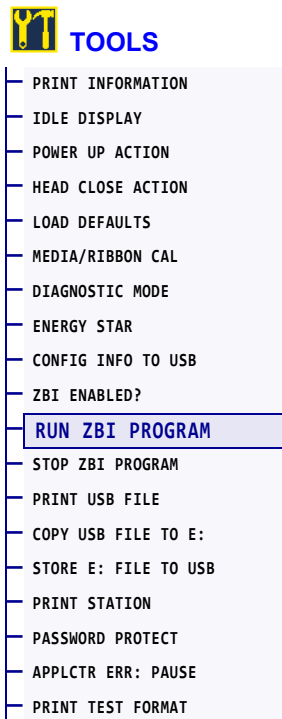 TOOLS
PRINT INFORMATION
IDLE DISPLAY
POWER UP ACTION
HEAD CLOSE ACTION
LOAD DEFAULTS
MEDIA/RIBBON CAL
DIAGNOSTIC MODE
ENERGY STAR
CONFIG INFO TO USB
ZBI ENABLED?
RUN ZBI PROGRAM
STOP ZBI PROGRAM
PRINT USB FILE
COPY USB FILE TO E:
STORE E: FILE TO USB
PRINT STATION
PASSWORD PROTECT
APPLCTR ERR: PAUSE
PRINT TEST FORMAT